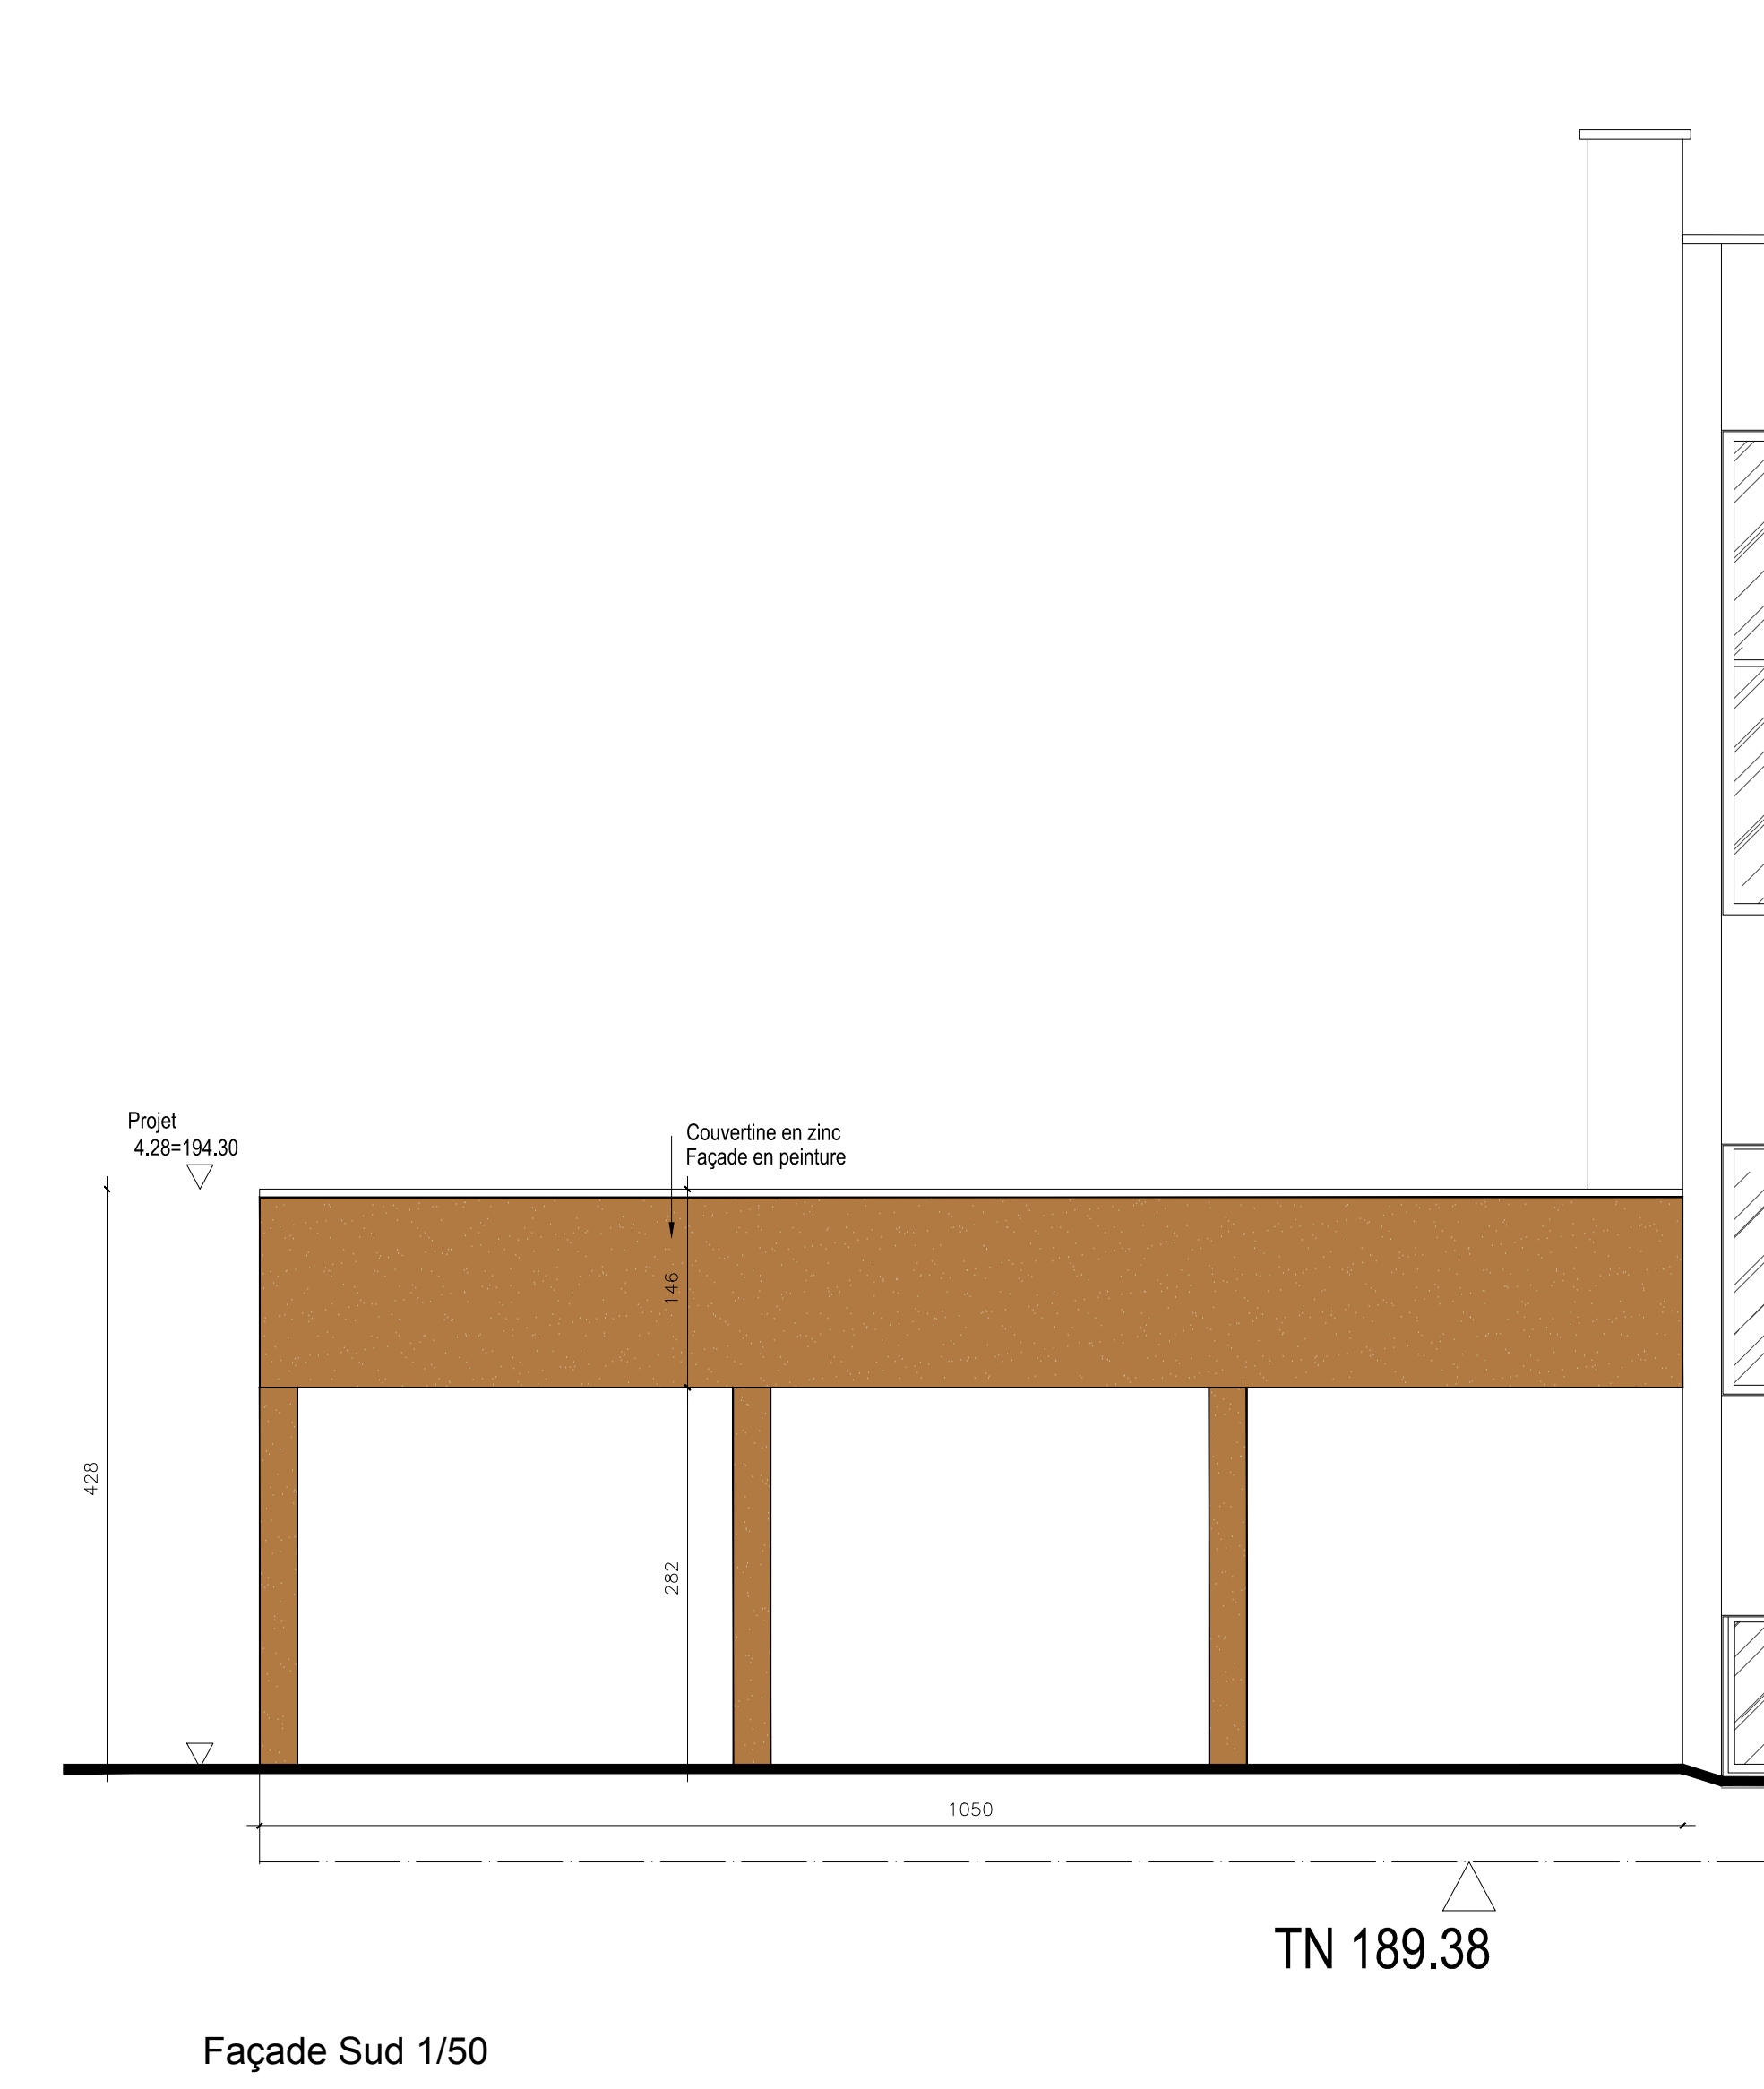 Projet
4.28=194.30
Couvertine en zinc
Façade en peinture
146
428
282
1050
TN 189.38
Façade Sud 1/50